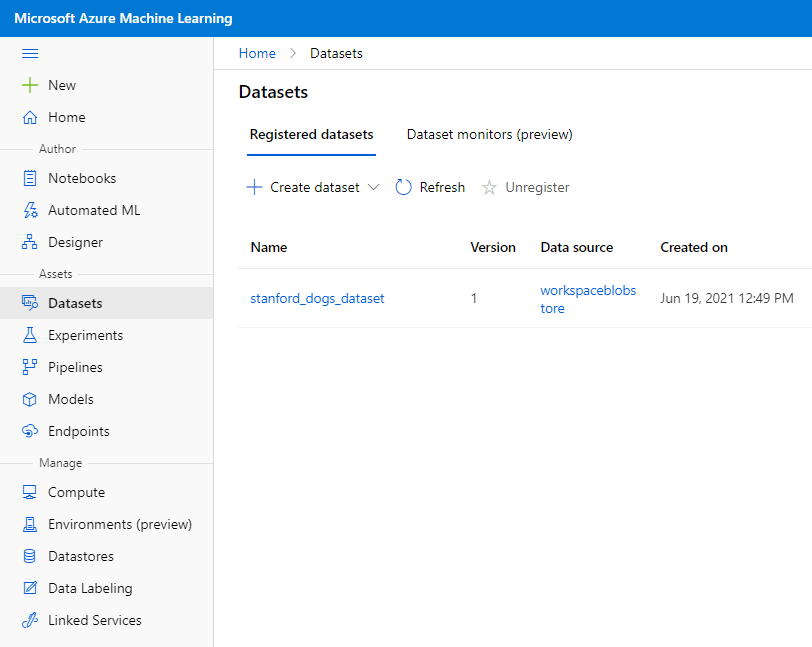 Microsoft Azure Machine Learning
New
Home
Author
Notebooks
Automated ML
Designer
Assets
Datasets
Experiments
Pipelines
Models
Endpoints
Manage
Compute
Environments (preview)
Datastores
Data Labeling
Linked Services
Home > Datasets
Datasets
Registered datasets Dataset monitors (preview)
Create dataset Refresh Unregister
Name Version Data source Created on
stanford_dogs_dataset 1 workspaceblobs Jun 19, 2021 12:49 PM
tore